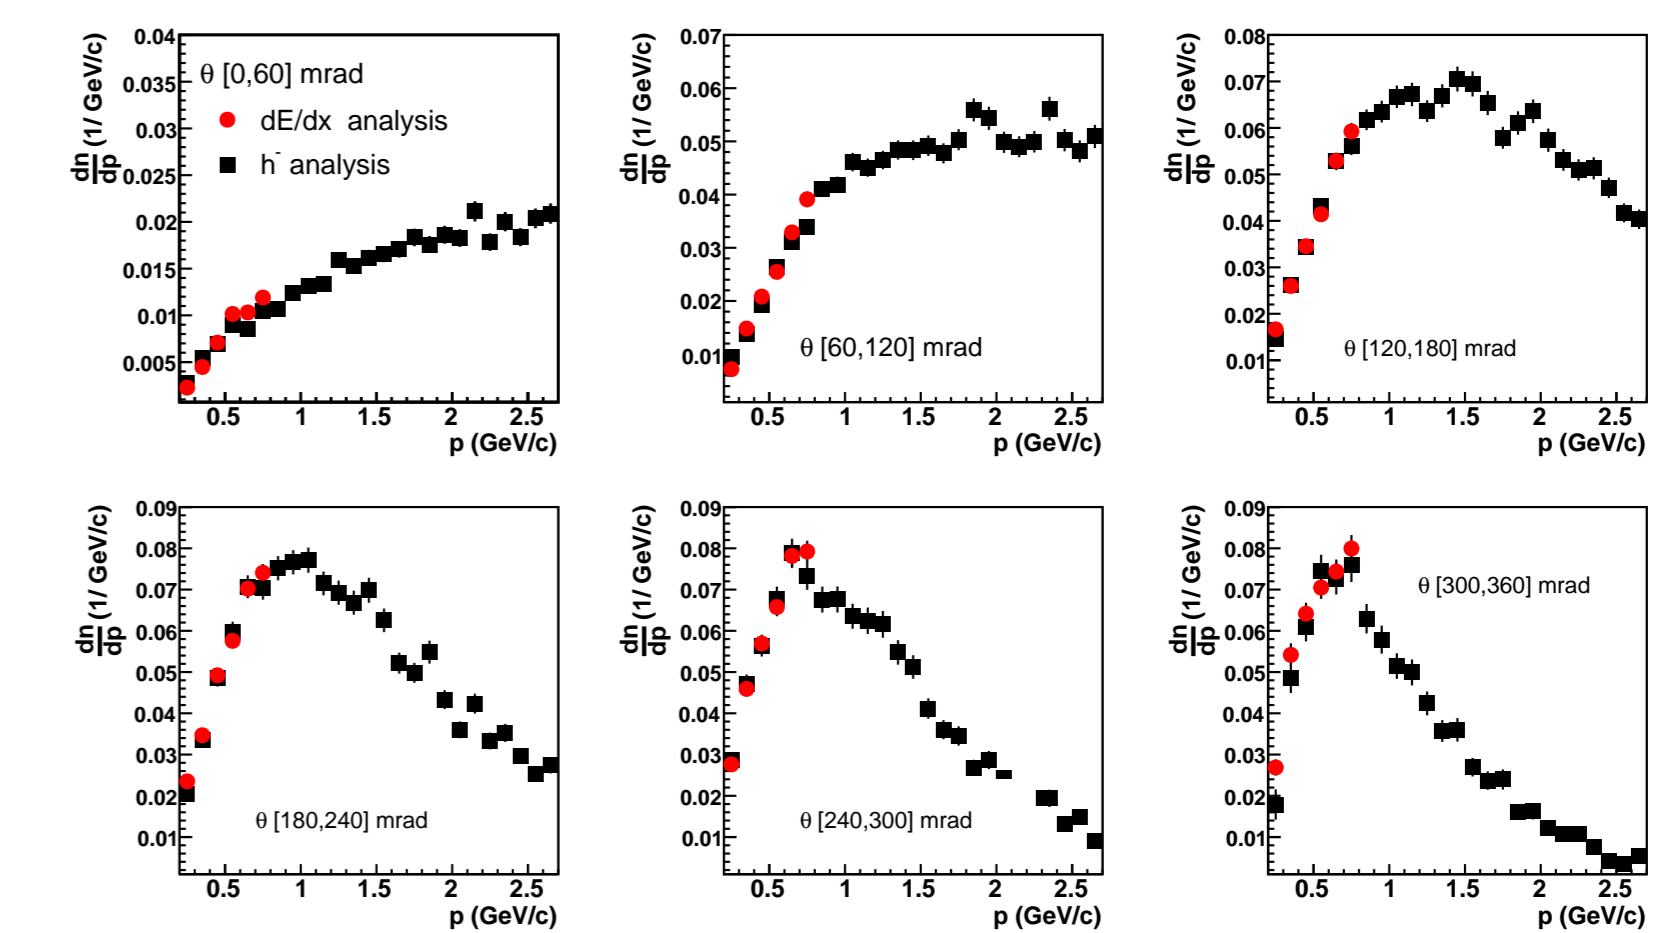 0.04
0.035
0.03
0.025
0.02
0.015
0.01
0.005
dn/dp (1/ GeV/c)
θ [0,60] mrad
dE/dx analysis
h- analysis
0.5 1 1.5 2 2.5
p (GeV/c)
0.07
0.06
0.05
0.04
0.03
0.02
0.01
dn/dp (1/ GeV/c)
θ [60,120] mrad
0.5 1 1.5 2 2.5
p (GeV/c)
0.08
0.07
0.06
0.05
0.04
0.03
0.02
0.01
dn/dp (1/ GeV/c)
θ [120,180] mrad
0.5 1 1.5 2 2.5
p (GeV/c)
0.09
0.08
0.07
0.06
0.05
0.04
0.03
0.02
0.01
dn/dp (1/ GeV/c)
θ [180,240] mrad
0.5 1 1.5 2 2.5
p (GeV/c)
0.09
0.08
0.07
0.06
0.05
0.04
0.03
0.02
0.01
dn/dp (1/ GeV/c)
θ [240,300] mrad
0.5 1 1.5 2 2.5
p (GeV/c)
0.09
0.08
0.07
0.06
0.05
0.04
0.03
0.02
0.01
dn/dp (1/ GeV/c)
θ [300,360] mrad
0.5 1 1.5 2 2.5
p (GeV/c)